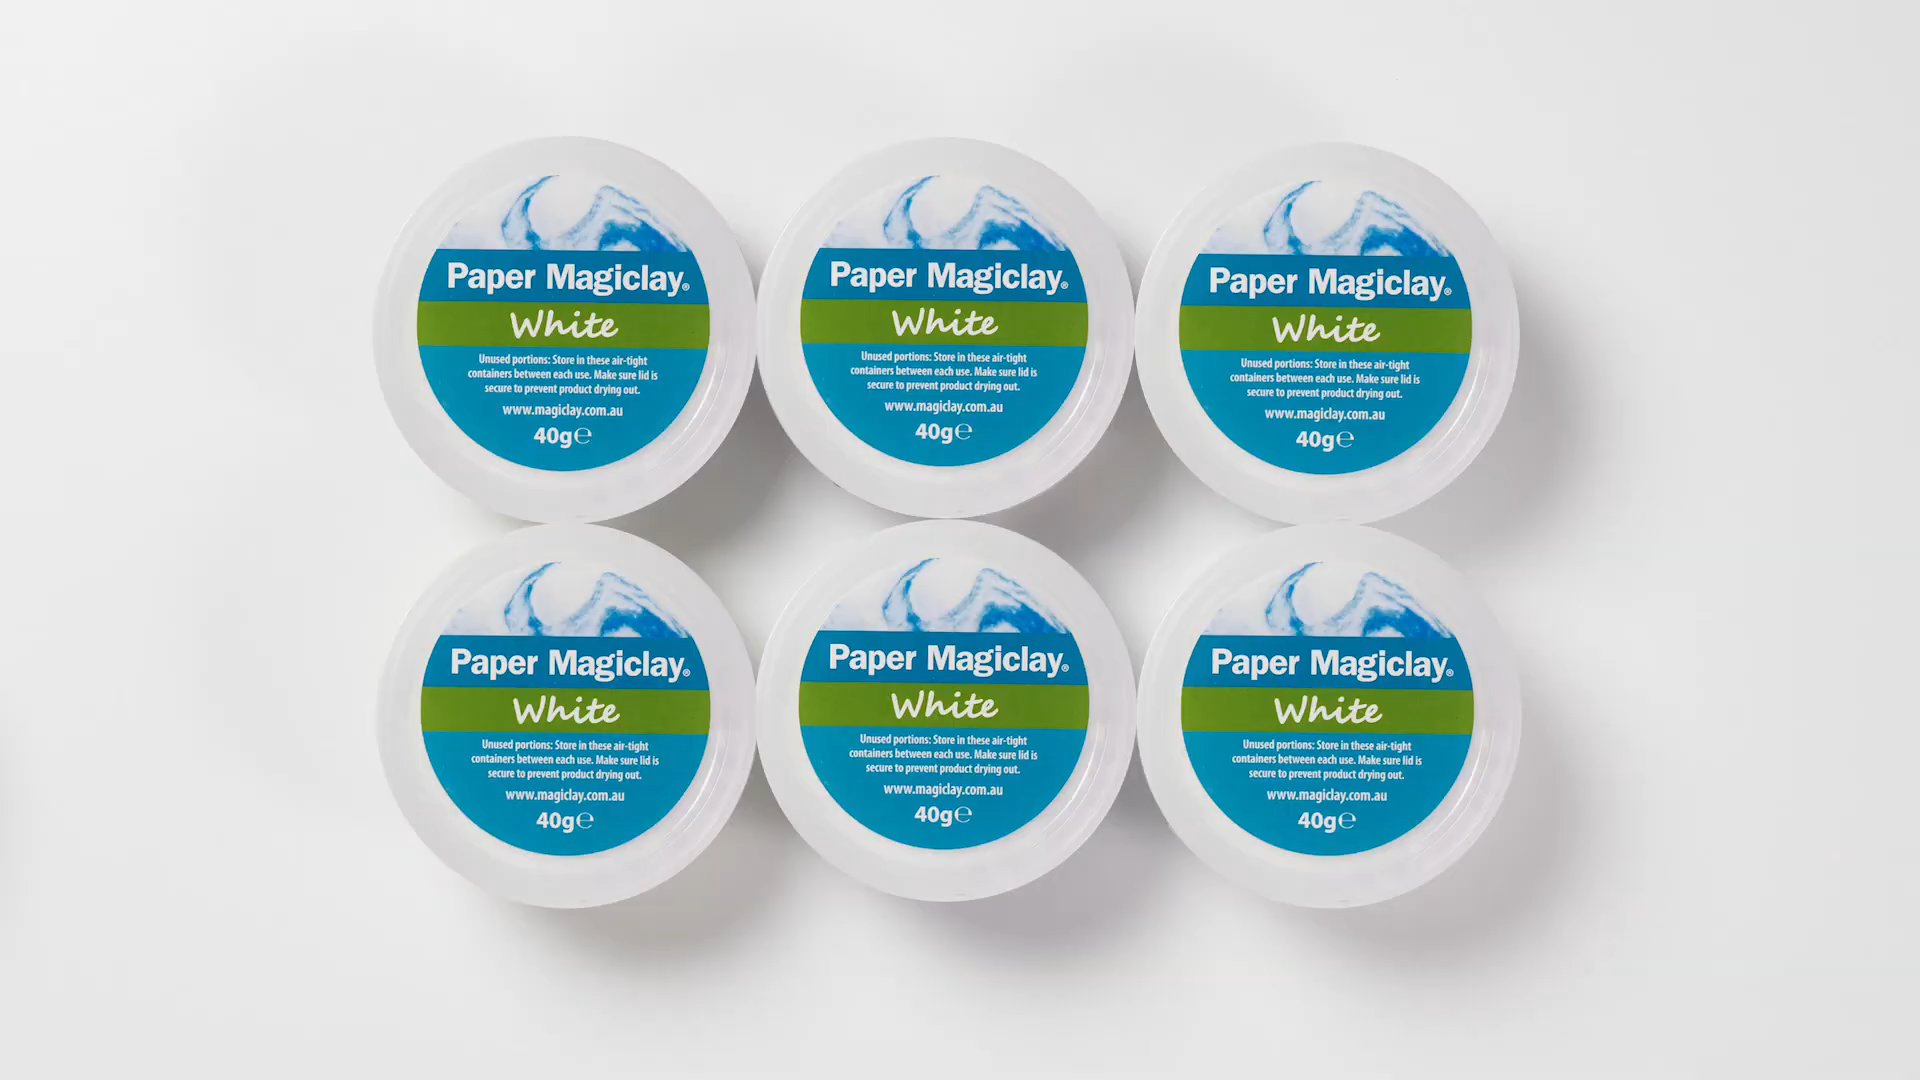 Paper Magiclay®
White
Unused portions: Store in these air-tight
containers between each use. Make sure lid is
secure to prevent product drying out.
www.magiclay.com.au
40g℮
Paper Magiclay®
White
Unused portions: Store in these air-tight
containers between each use. Make sure lid is
secure to prevent product drying out.
www.magiclay.com.au
40g℮
Paper Magiclay®
White
Unused portions: Store in these air-tight
containers between each use. Make sure lid is
secure to prevent product drying out.
www.magiclay.com.au
40g℮
Paper Magiclay®
White
Unused portions: Store in these air-tight
containers between each use. Make sure lid is
secure to prevent product drying out.
www.magiclay.com.au
40g℮
Paper Magiclay®
White
Unused portions: Store in these air-tight
containers between each use. Make sure lid is
secure to prevent product drying out.
www.magiclay.com.au
40g℮
Paper Magiclay®
White
Unused portions: Store in these air-tight
containers between each use. Make sure lid is
secure to prevent product drying out.
www.magiclay.com.au
40g℮